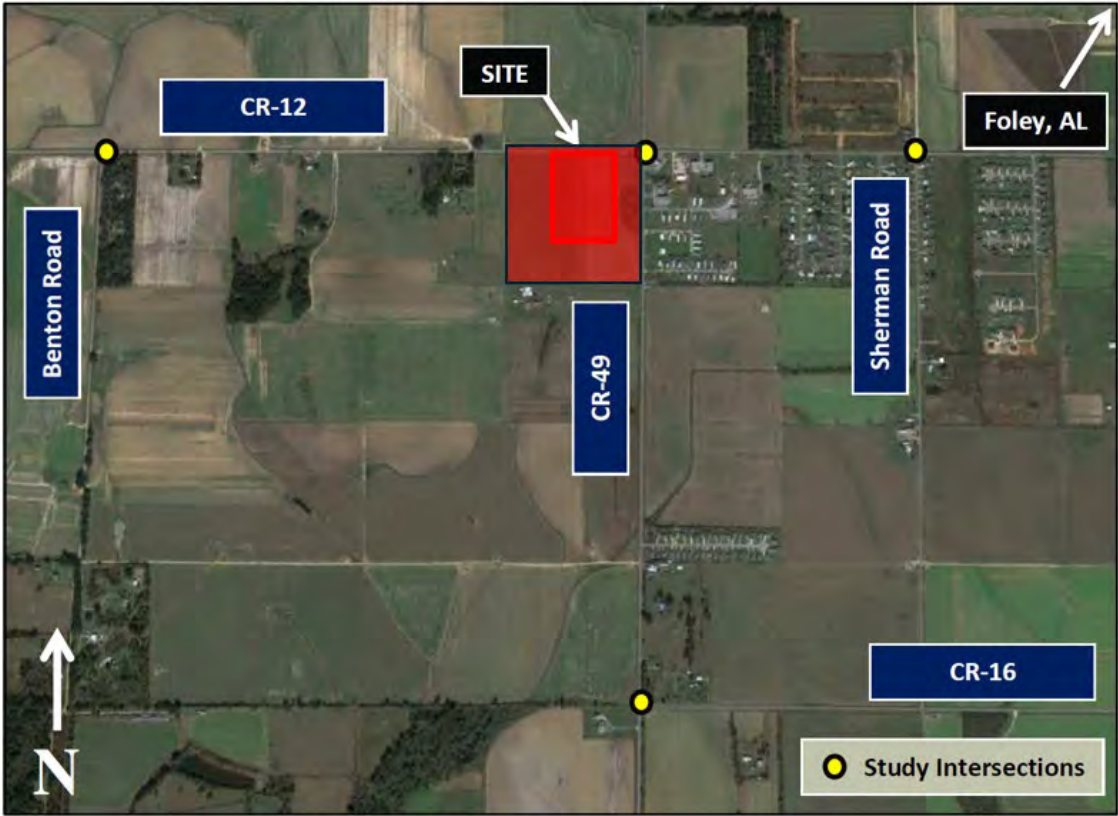 SITE
CR-12
Foley, AL
Benton Road
Sherman Road
CR-49
CR-16
N
Study Intersections